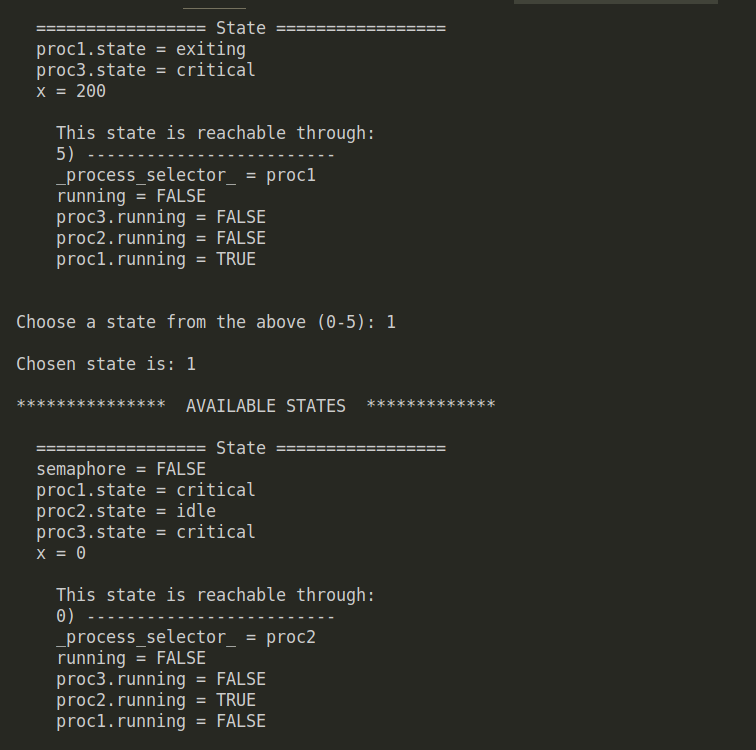 ================= State =================
proc1.state = exiting
proc3.state = critical
x = 200
This state is reachable through:
5) -------------------------
_process_selector_ = proc1
running = FALSE
proc3.running = FALSE
proc2.running = FALSE
proc1.running = TRUE
Choose a state from the above (0-5): 1
Chosen state is: 1
***************  AVAILABLE STATES  *************
================= State =================
semaphore = FALSE
proc1.state = critical
proc2.state = idle
proc3.state = critical
x = 0
This state is reachable through:
0) -------------------------
_process_selector_ = proc2
running = FALSE
proc3.running = FALSE
proc2.running = TRUE
proc1.running = FALSE